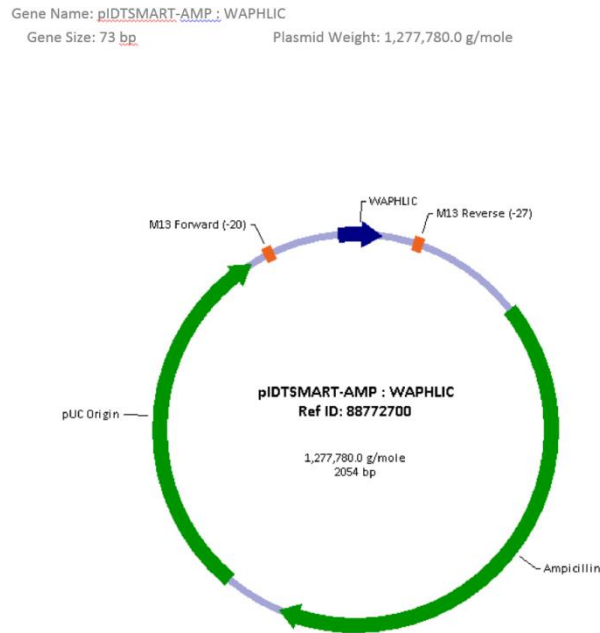 Gene Name: pIDTSMART-AMP : WAPHLIC
Gene Size: 73 bp Plasmid Weight: 1,277,780.0 g/mole
WAPHLIC
M13 Forward (-20)
M13 Reverse (-27)
pIDTSMART-AMP : WAPHLIC
Ref ID: 88772700
pUC Origin
1,277,780.0 g/mole
2054 bp
Ampicillin